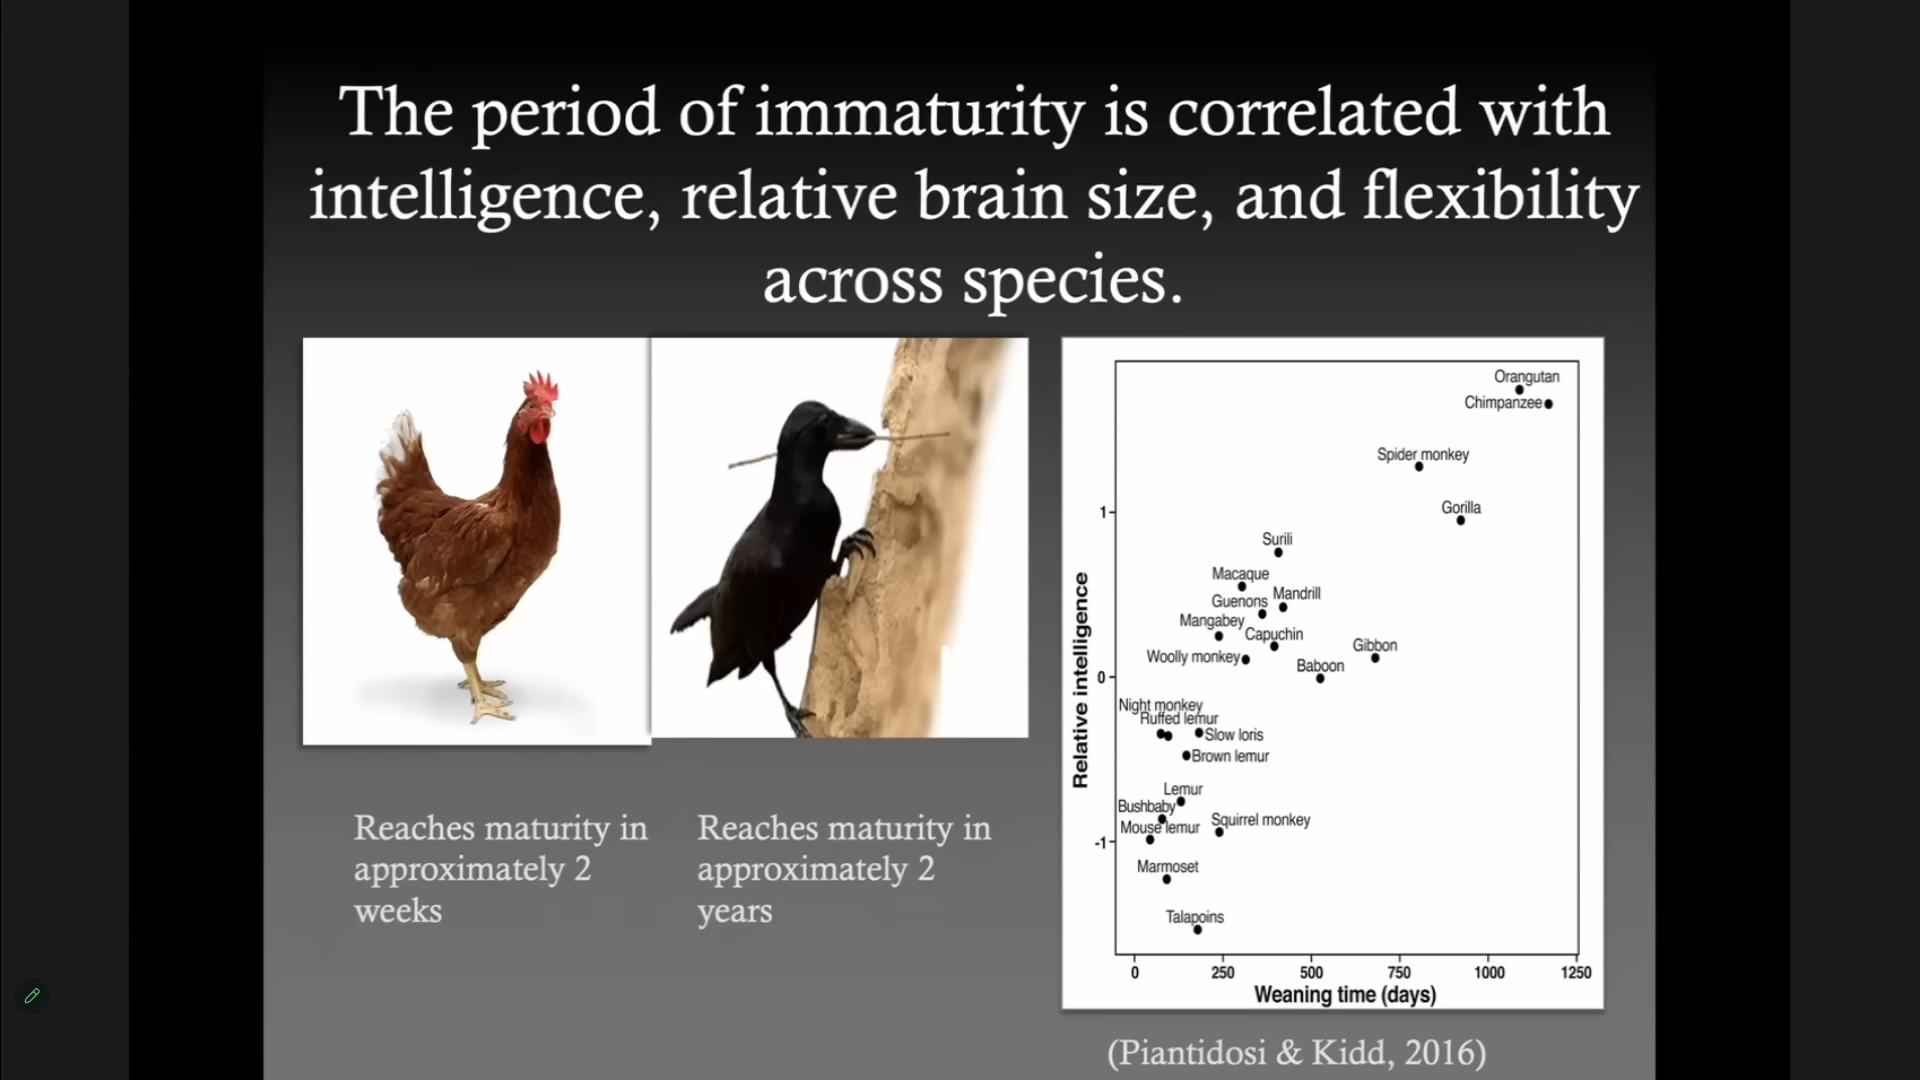 The period of immaturity is correlated with
intelligence, relative brain size, and flexibility
across species.
Reaches maturity in
approximately 2
weeks
Reaches maturity in
approximately 2
years
Orangutan
Chimpanzee
Spider monkey
Gorilla
1
Surili
Macaque
Mandrill
Guenons
Mangabey
Capuchin
Gibbon
Woolly monkey
Baboon
0
Night monkey
Ruffed lemur
Slow loris
Brown lemur
Lemur
Bushbaby
Squirrel monkey
Mouse lemur
-1
Marmoset
Talapoins
Relative intelligence
0 250 500 750 1000 1250
Weaning time (days)
(Piantidosi & Kidd, 2016)